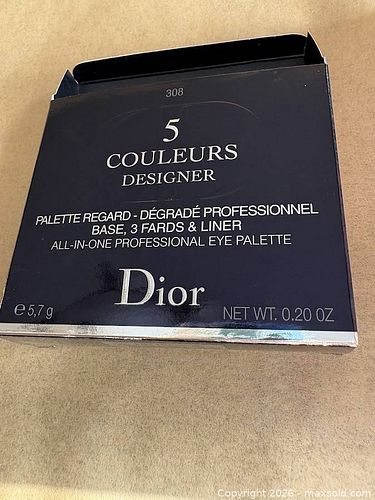 308
5
COULEURS
DESIGNER
PALETTE REGARD - DÉGRADÉ PROFESSIONNEL
BASE, 3 FARDS & LINER
ALL-IN-ONE PROFESSIONAL EYE PALETTE
Dior
℮ 5,7 g
NET WT. 0.20 OZ
Copyright 2026 - maxsold.com